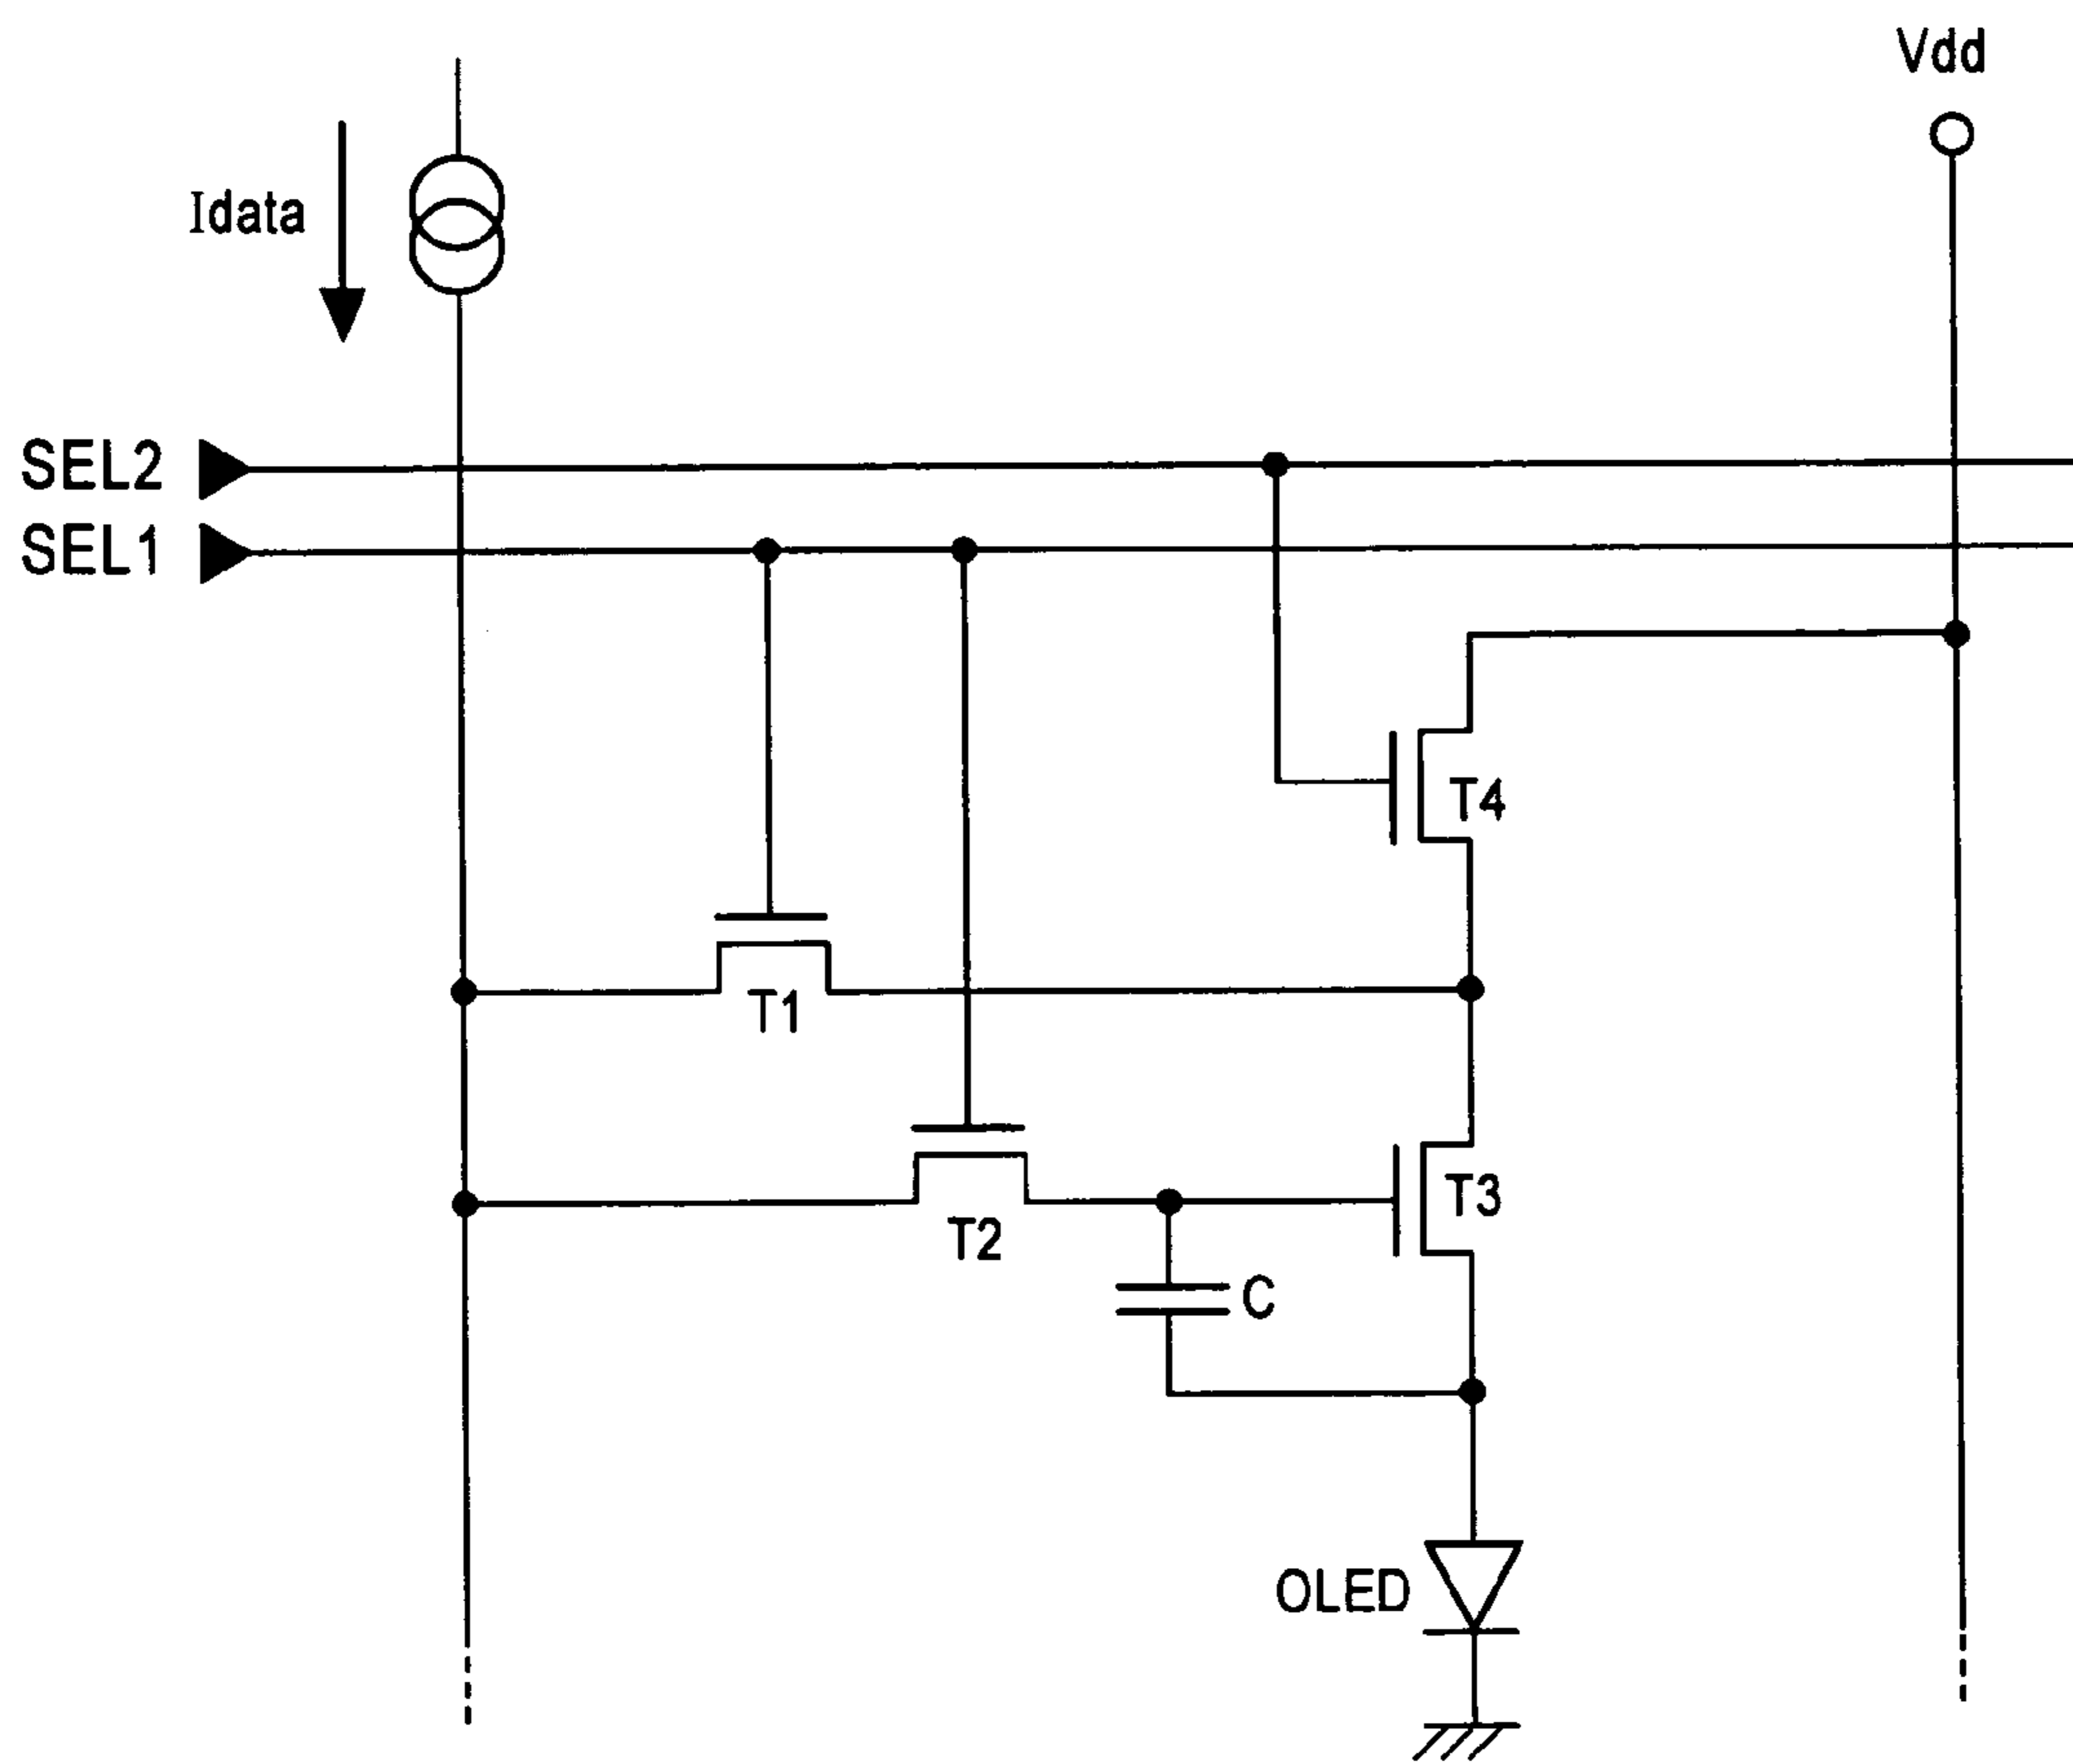 Vdd
Idata
SEL2
SEL1
T4
T1
T3
T2
C
OLED